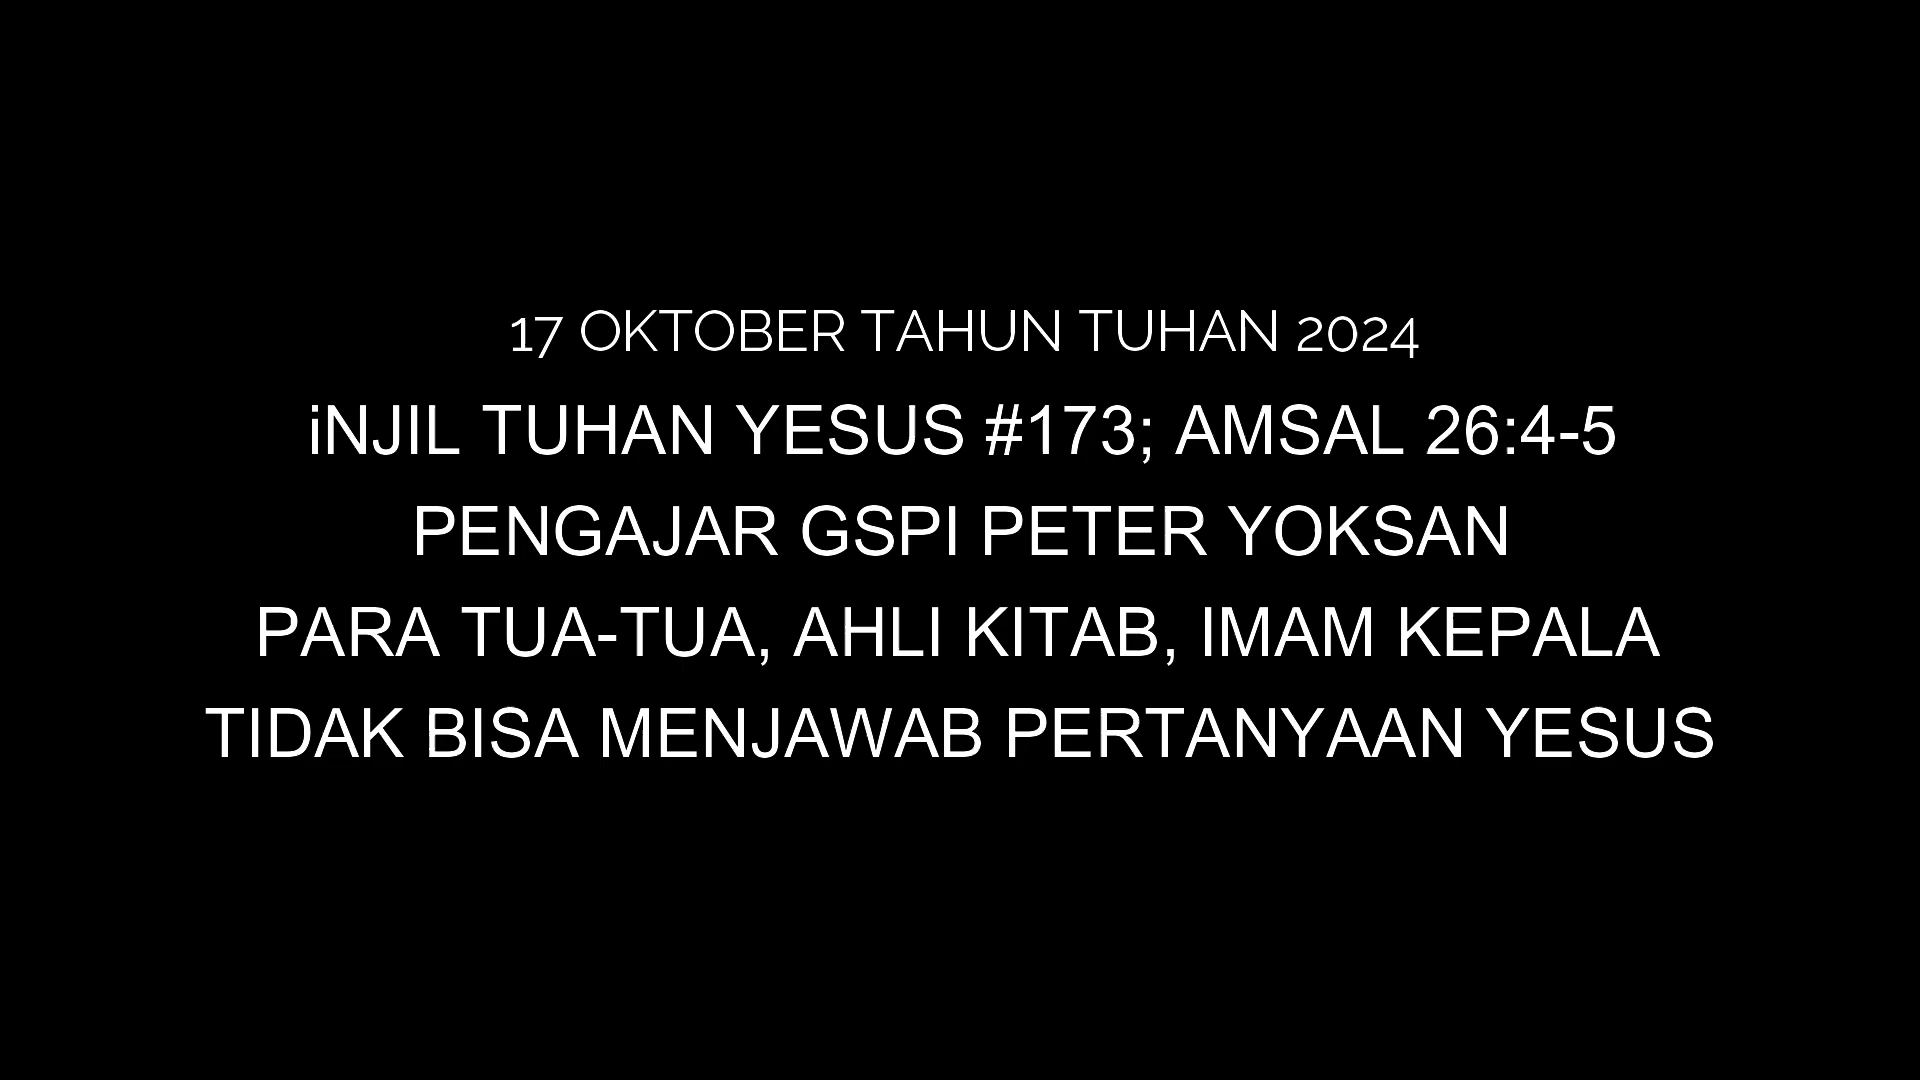 17 OKTOBER TAHUN TUHAN 2024
iNJIL TUHAN YESUS #173; AMSAL 26:4-5
PENGAJAR GSPI PETER YOKSAN
PARA TUA-TUA, AHLI KITAB, IMAM KEPALA
TIDAK BISA MENJAWAB PERTANYAAN YESUS